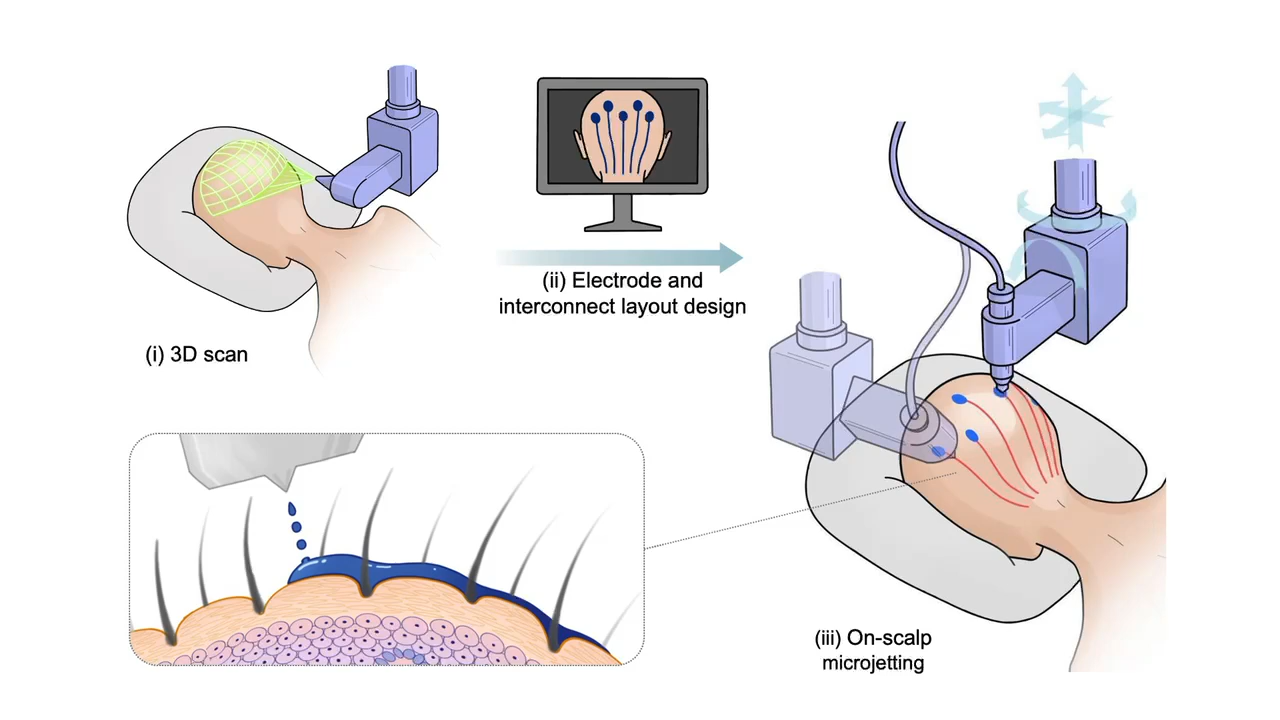 (i) 3D scan
(ii) Electrode and
interconnect layout design
(iii) On-scalp
microjetting